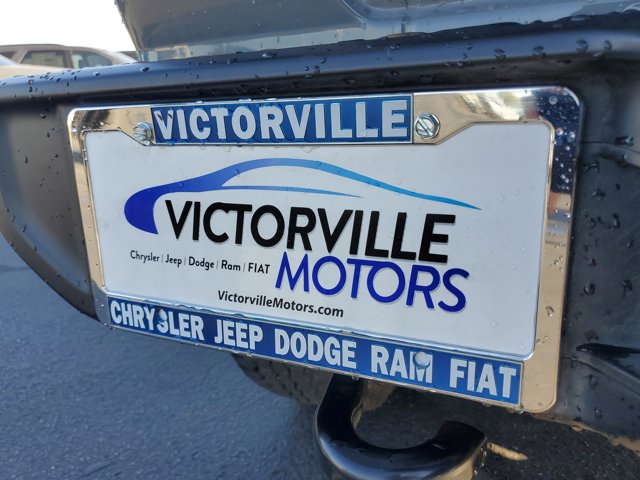 VICTORVILLE
VICTORVILLE
Chrysler | Jeep | Dodge | Ram | FIAT
MOTORS
VictorvilleMotors.com
CHRYSLER JEEP DODGE RAM FIAT